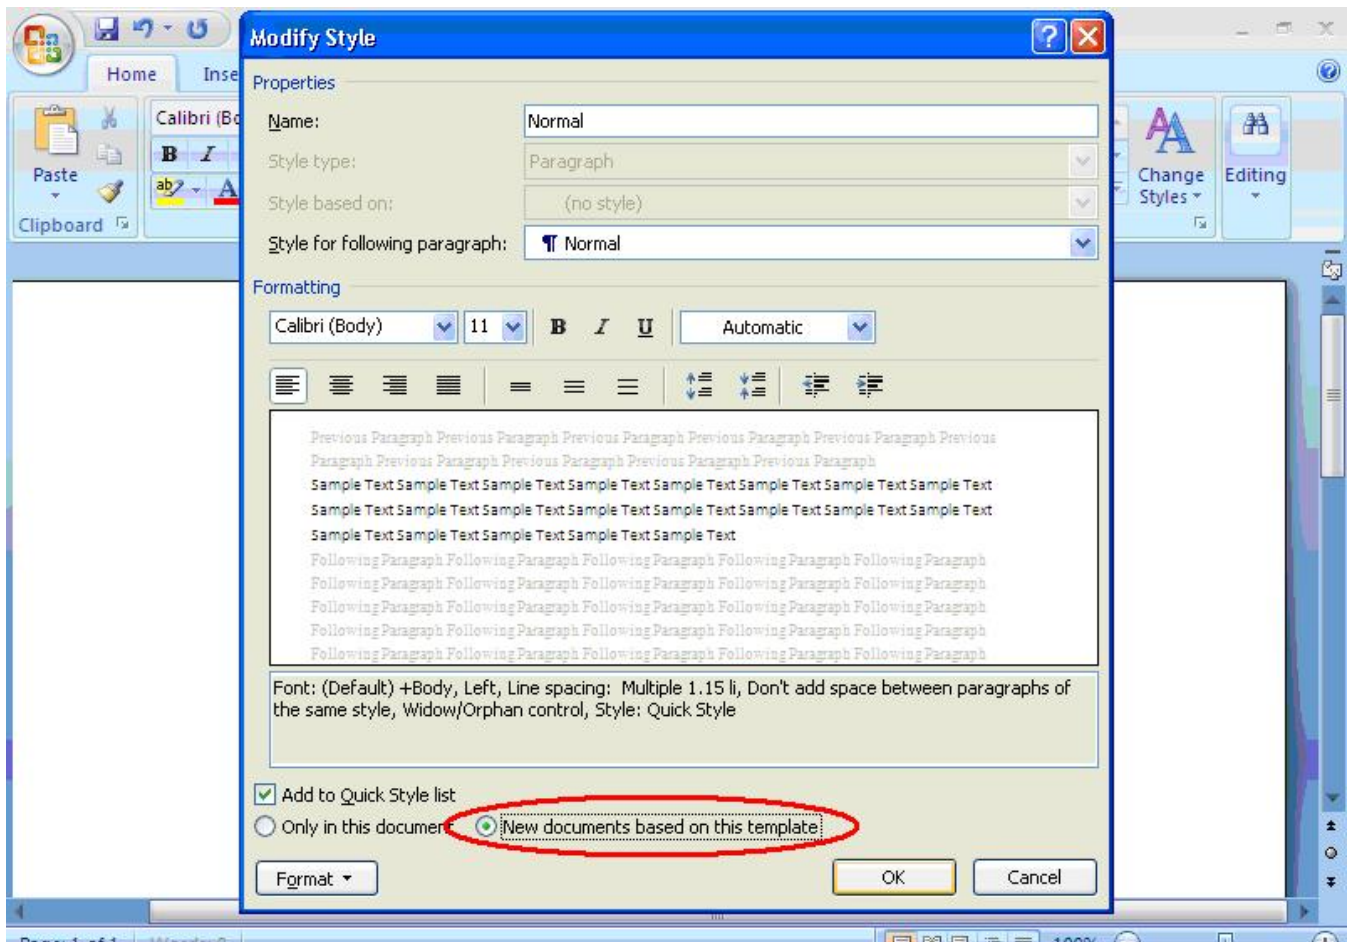 Modify Style
Home
Inse
Calibri (Bo
Paste
Clipboard
Change
Styles
Editing
Properties
Name: Normal
Style type: Paragraph
Style based on: (no style)
Style for following paragraph: ¶ Normal
Formatting
Calibri (Body) 11 B I U Automatic
Previous Paragraph Previous Paragraph Previous Paragraph Previous Paragraph Previous Paragraph Previous
Paragraph Previous Paragraph Previous Paragraph Previous Paragraph Previous Paragraph
Sample Text Sample Text Sample Text Sample Text Sample Text Sample Text Sample Text Sample Text
Sample Text Sample Text Sample Text Sample Text Sample Text Sample Text Sample Text Sample Text
Sample Text Sample Text Sample Text Sample Text Sample Text
Following Paragraph Following Paragraph Following Paragraph Following Paragraph Following Paragraph
Following Paragraph Following Paragraph Following Paragraph Following Paragraph Following Paragraph
Following Paragraph Following Paragraph Following Paragraph Following Paragraph Following Paragraph
Following Paragraph Following Paragraph Following Paragraph Following Paragraph Following Paragraph
Following Paragraph Following Paragraph Following Paragraph Following Paragraph Following Paragraph
Font: (Default) +Body, Left, Line spacing: Multiple 1.15 li, Don't add space between paragraphs of
the same style, Widow/Orphan control, Style: Quick Style
Add to Quick Style list
Only in this document New documents based on this template
Format OK Cancel
Page: 1 of 1 100%